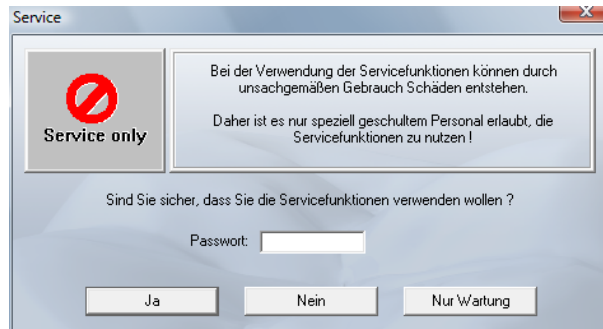 Service
Service only
Bei der Verwendung der Servicefunktionen können durch
unsachgemäßen Gebrauch Schäden entstehen.
Daher ist es nur speziell geschultem Personal erlaubt, die
Servicefunktionen zu nutzen !
Sind Sie sicher, dass Sie die Servicefunktionen verwenden wollen ?
Passwort:
Ja
Nein
Nur Wartung